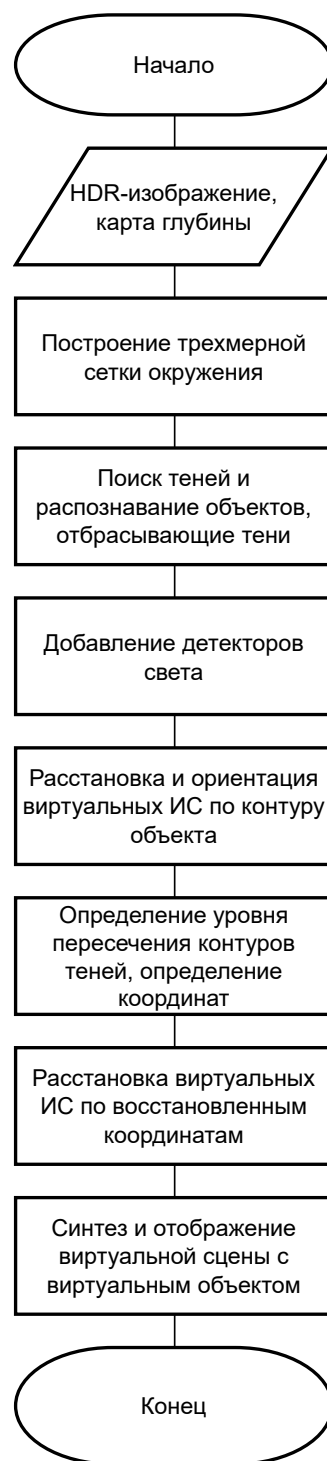 Начало
HDR-изображение,
карта глубины
Построение трехмерной
сетки окружения
Поиск теней и
распознавание объектов,
отбрасывающие тени
Добавление детекторов
света
Расстановка и ориентация
виртуальных ИС по контуру
объекта
Определение уровня
пересечения контуров
теней, определение
координат
Расстановка виртуальных
ИС по восстановленным
координатам
Синтез и отображение
виртуальной сцены с
виртуальным объектом
Конец